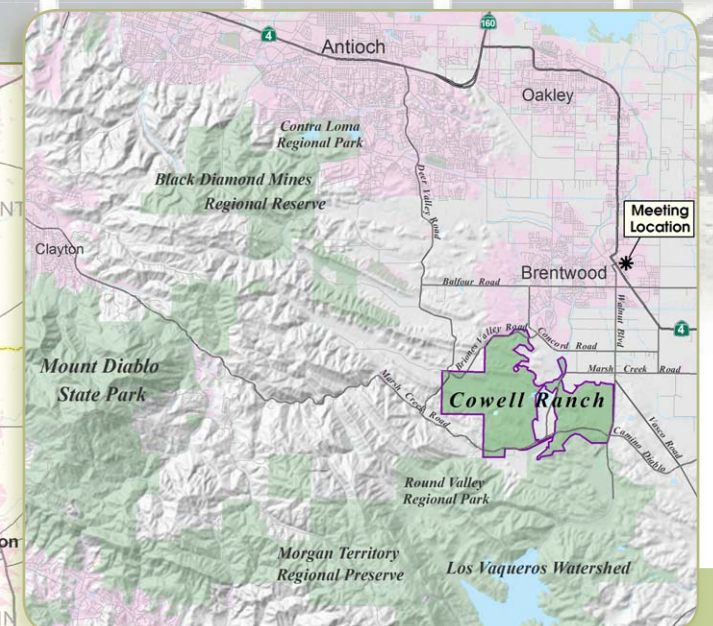 160
4
Antioch
Oakley
Contra Loma
Regional Park
Black Diamond Mines
Regional Reserve
Deer Valley Road
Meeting
Location
Clayton
Brentwood
Balfour Road
Walnut Blvd
4
Briones Valley Road
Concord Road
Marsh Creek Road
Mount Diablo
State Park
Marsh Creek Road
Cowell Ranch
Vasco Road
Camino Diablo
Round Valley
Regional Park
Morgan Territory
Regional Preserve
Los Vaqueros Watershed
on